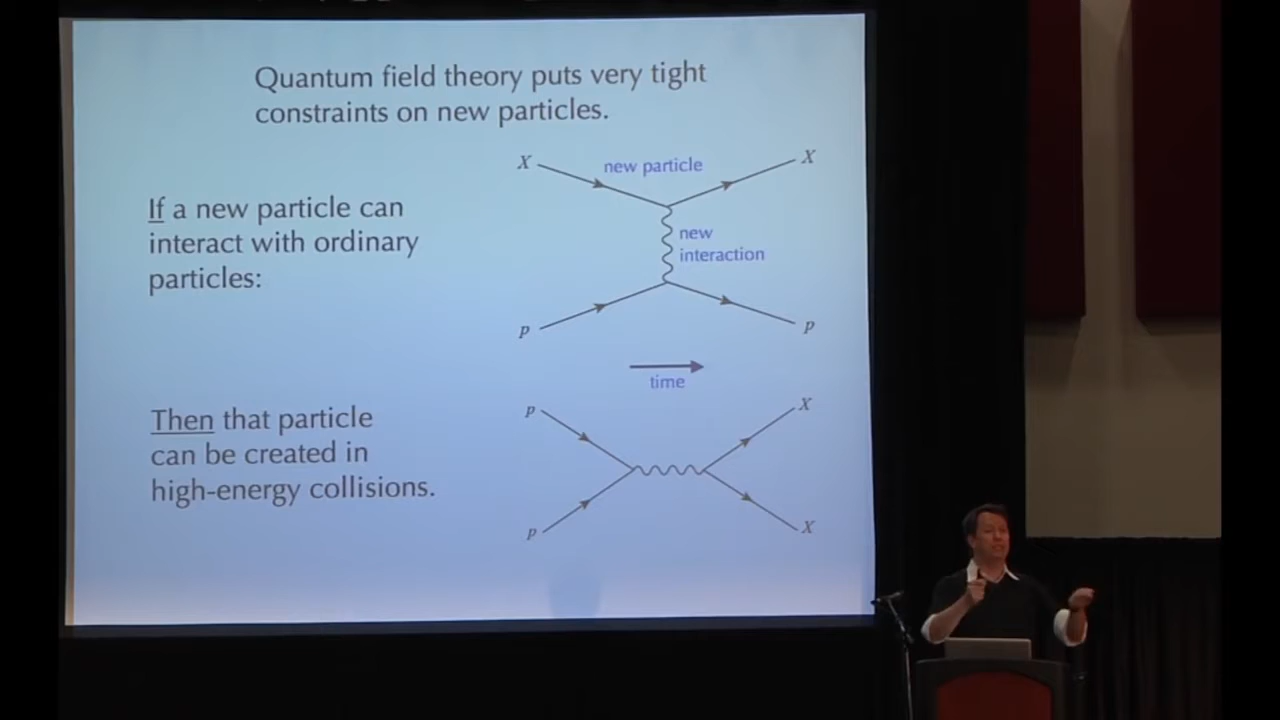 Quantum field theory puts very tight
constraints on new particles.
X
new particle
X
If a new particle can
interact with ordinary
particles:
new
interaction
p
p
time
Then that particle
can be created in
high-energy collisions.
p
X
p
X